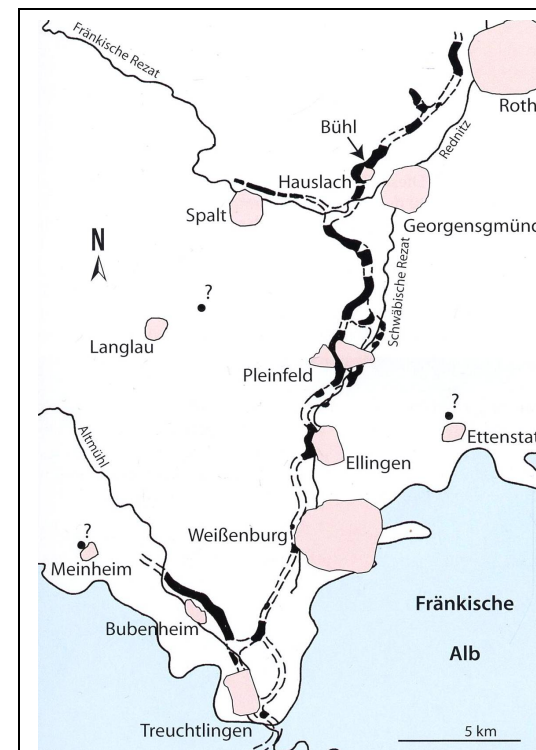 Fränkische Rezat
Roth
Bühl
Rednitz
Hauslach
Spalt
Georgensgmünd
N
Schwäbische Rezat
?
Langlau
Pleinfeld
?
Ettenstat
Altmühl
Ellingen
Weißenburg
?
Meinheim
Fränkische
Bubenheim
Alb
Treuchtlingen
5 km